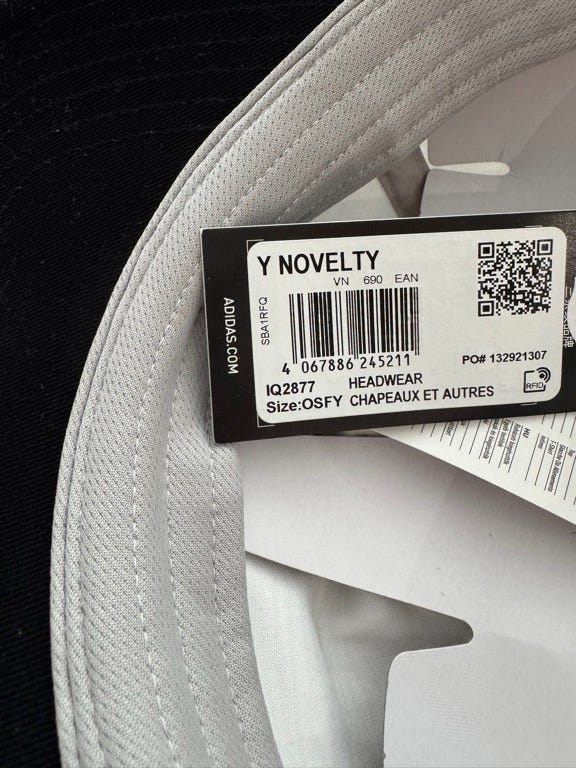 Y NOVELTY
VN 690 EAN
SBA1RFQ
4 067886 245211
PO# 132921307
IQ2877 HEADWEAR
Size:OSFY CHAPEAUX ET AUTRES
RFID
ADIDAS.COM
HU